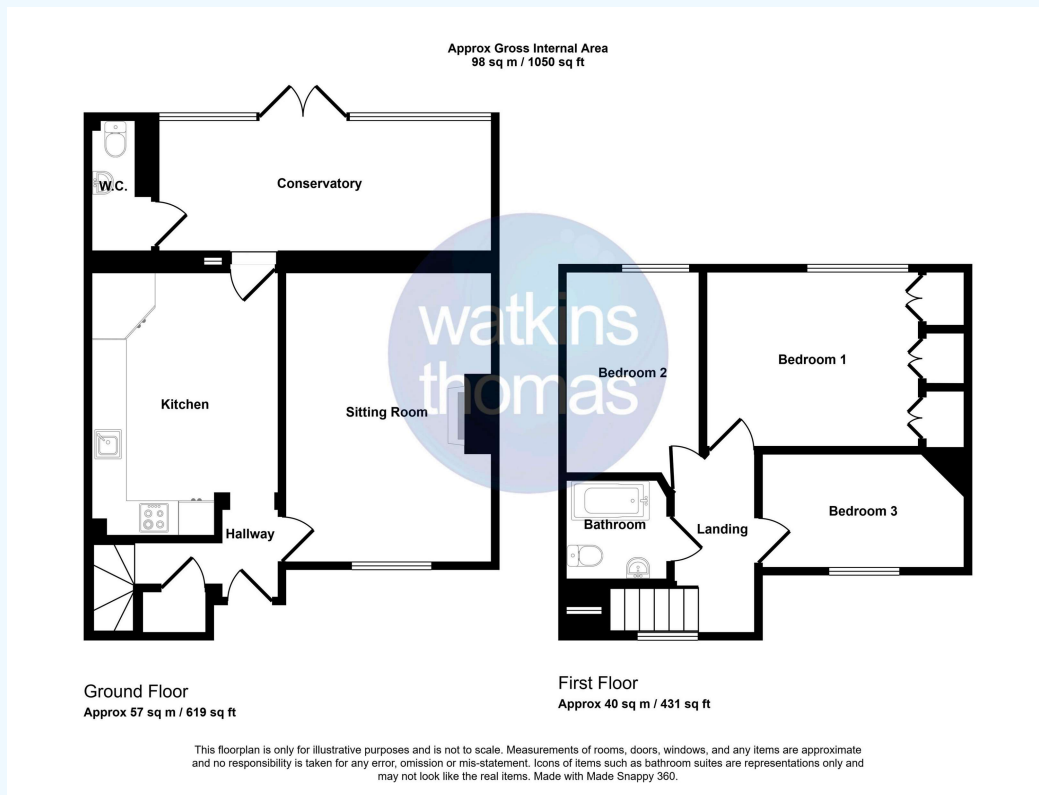 Approx Gross Internal Area
98 sq m / 1050 sq ft
W.C.
Conservatory
Kitchen
Sitting Room
Hallway
watkins
thomas
Bedroom 2
Bedroom 1
Bathroom
Landing
Bedroom 3
Ground Floor
Approx 57 sq m / 619 sq ft
First Floor
Approx 40 sq m / 431 sq ft
This floorplan is only for illustrative purposes and is not to scale. Measurements of rooms, doors, windows, and any items are approximate
and no responsibility is taken for any error, omission or mis-statement. Icons of items such as bathroom suites are representations only and
may not look like the real items. Made with Made Snappy 360.